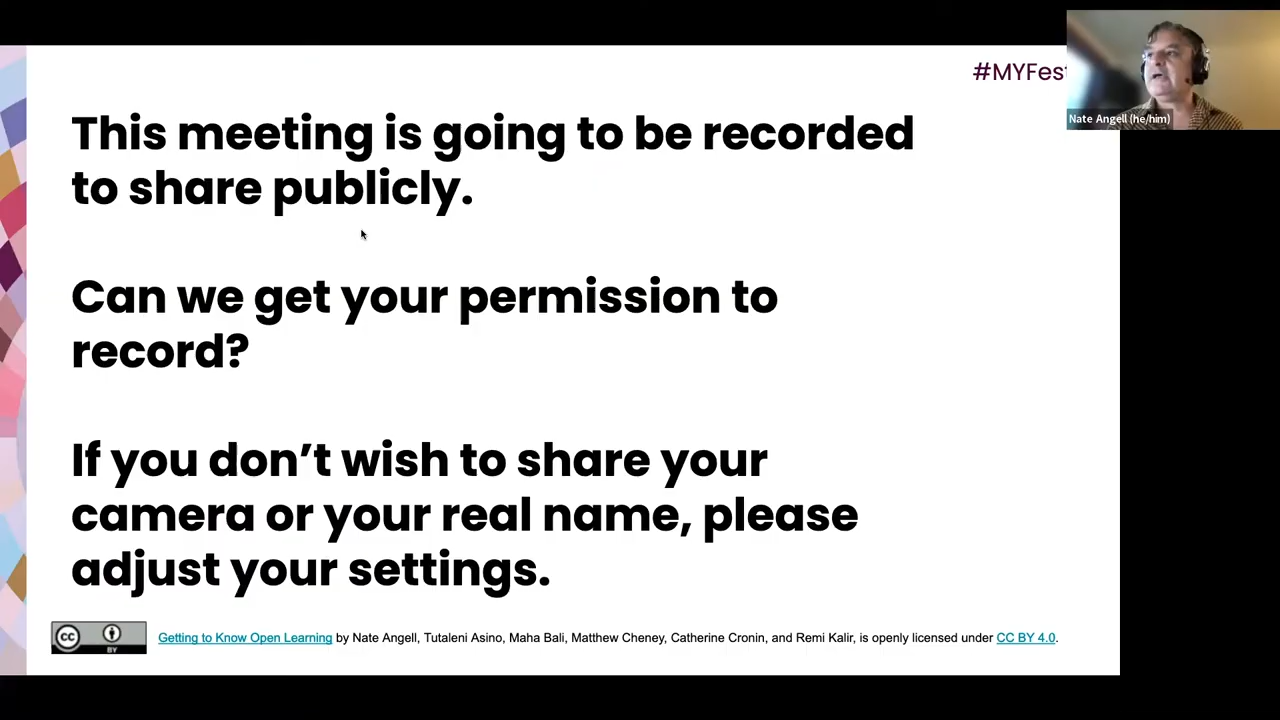 #MYFest
Nate Angell (he/him)
This meeting is going to be recorded
to share publicly.
Can we get your permission to
record?
If you don’t wish to share your
camera or your real name, please
adjust your settings.
CC BY
Getting to Know Open Learning by Nate Angell, Tutaleni Asino, Maha Bali, Matthew Cheney, Catherine Cronin, and Remi Kalir, is openly licensed under CC BY 4.0.